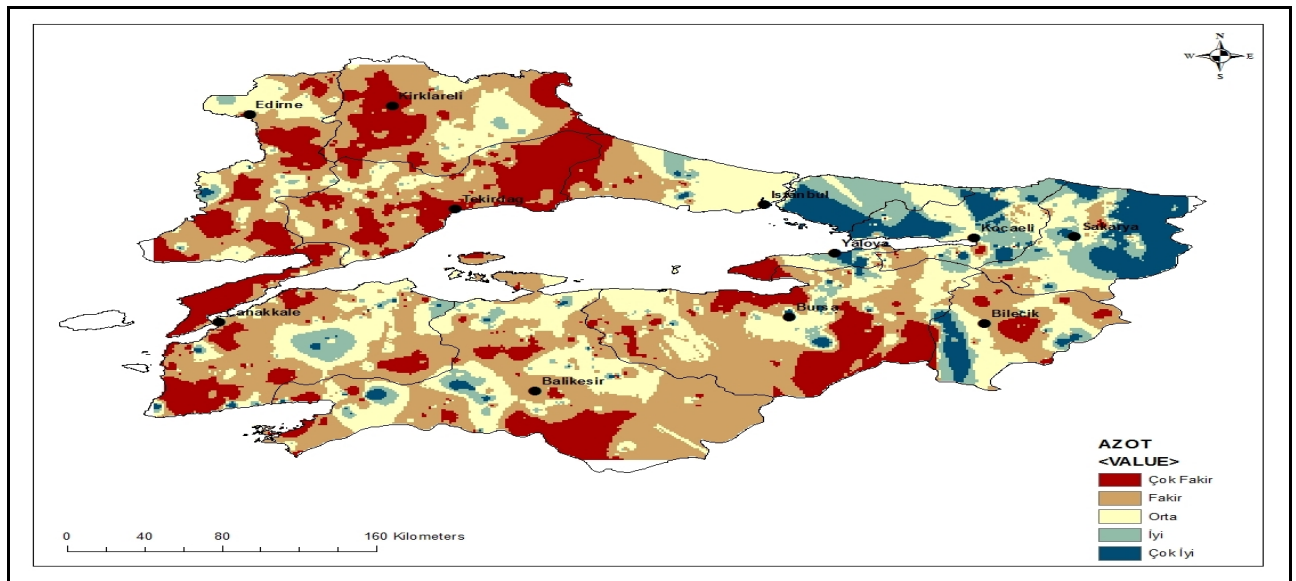 N
W E
S
Edirne
Kirklareli
Istanbul
Tekirdag
Kocaeli
Sakarya
Yalova
Canakkale
Bursa
Bilecik
Balikesir
AZOT
<VALUE>
Çok Fakir
Fakir
Orta
İyi
Çok İyi
0 40 80 160 Kilometers